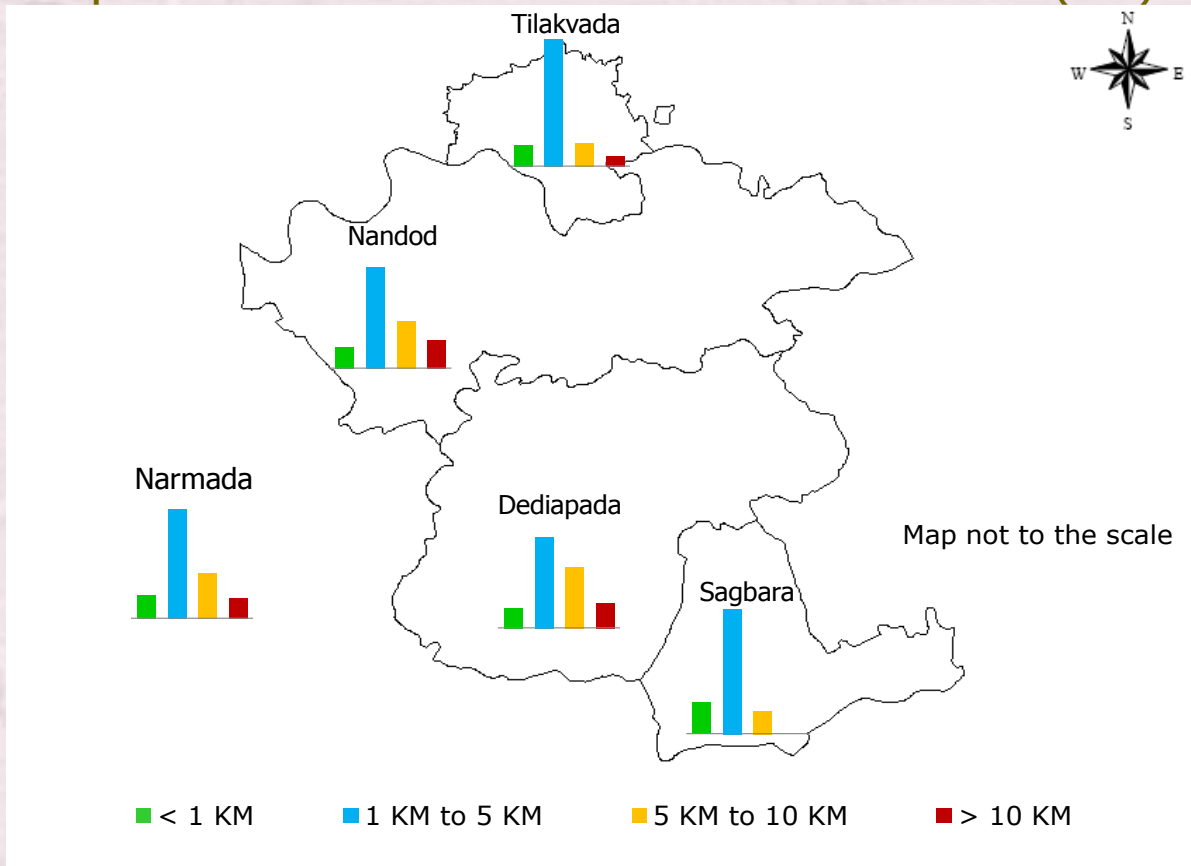 Tilakvada
N
W E
S
Nandod
Narmada
Dediapada
Map not to the scale
Sagbara
< 1 KM 1 KM to 5 KM 5 KM to 10 KM > 10 KM